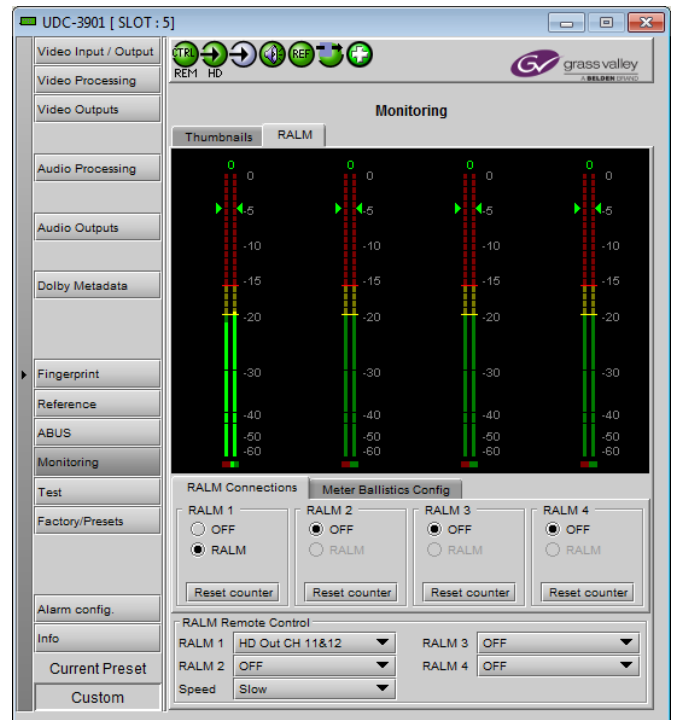 UDC-3901 [ SLOT : 5]
Video Input / Output
Video Processing
Video Outputs
Audio Processing
Audio Outputs
Dolby Metadata
Fingerprint
Reference
ABUS
Monitoring
Test
Factory/Presets
Alarm config.
Info
Current Preset
Custom
CTRL REF
REM HD
GV grass valley
A BELDEN BRAND
Monitoring
Thumbnails RALM
0 0 0 0
0 0 0 0
-5 -5 -5 -5
-10 -10 -10 -10
-15 -15 -15 -15
-20 -20 -20 -20
-30 -30 -30 -30
-40 -40 -40 -40
-50 -50 -50 -50
-60 -60 -60 -60
RALM Connections Meter Ballistics Config
RALM 1 RALM 2 RALM 3 RALM 4
OFF OFF OFF OFF
RALM RALM RALM RALM
Reset counter Reset counter Reset counter Reset counter
RALM Remote Control
RALM 1 HD Out CH 11&12 RALM 3 OFF
RALM 2 OFF RALM 4 OFF
Speed Slow